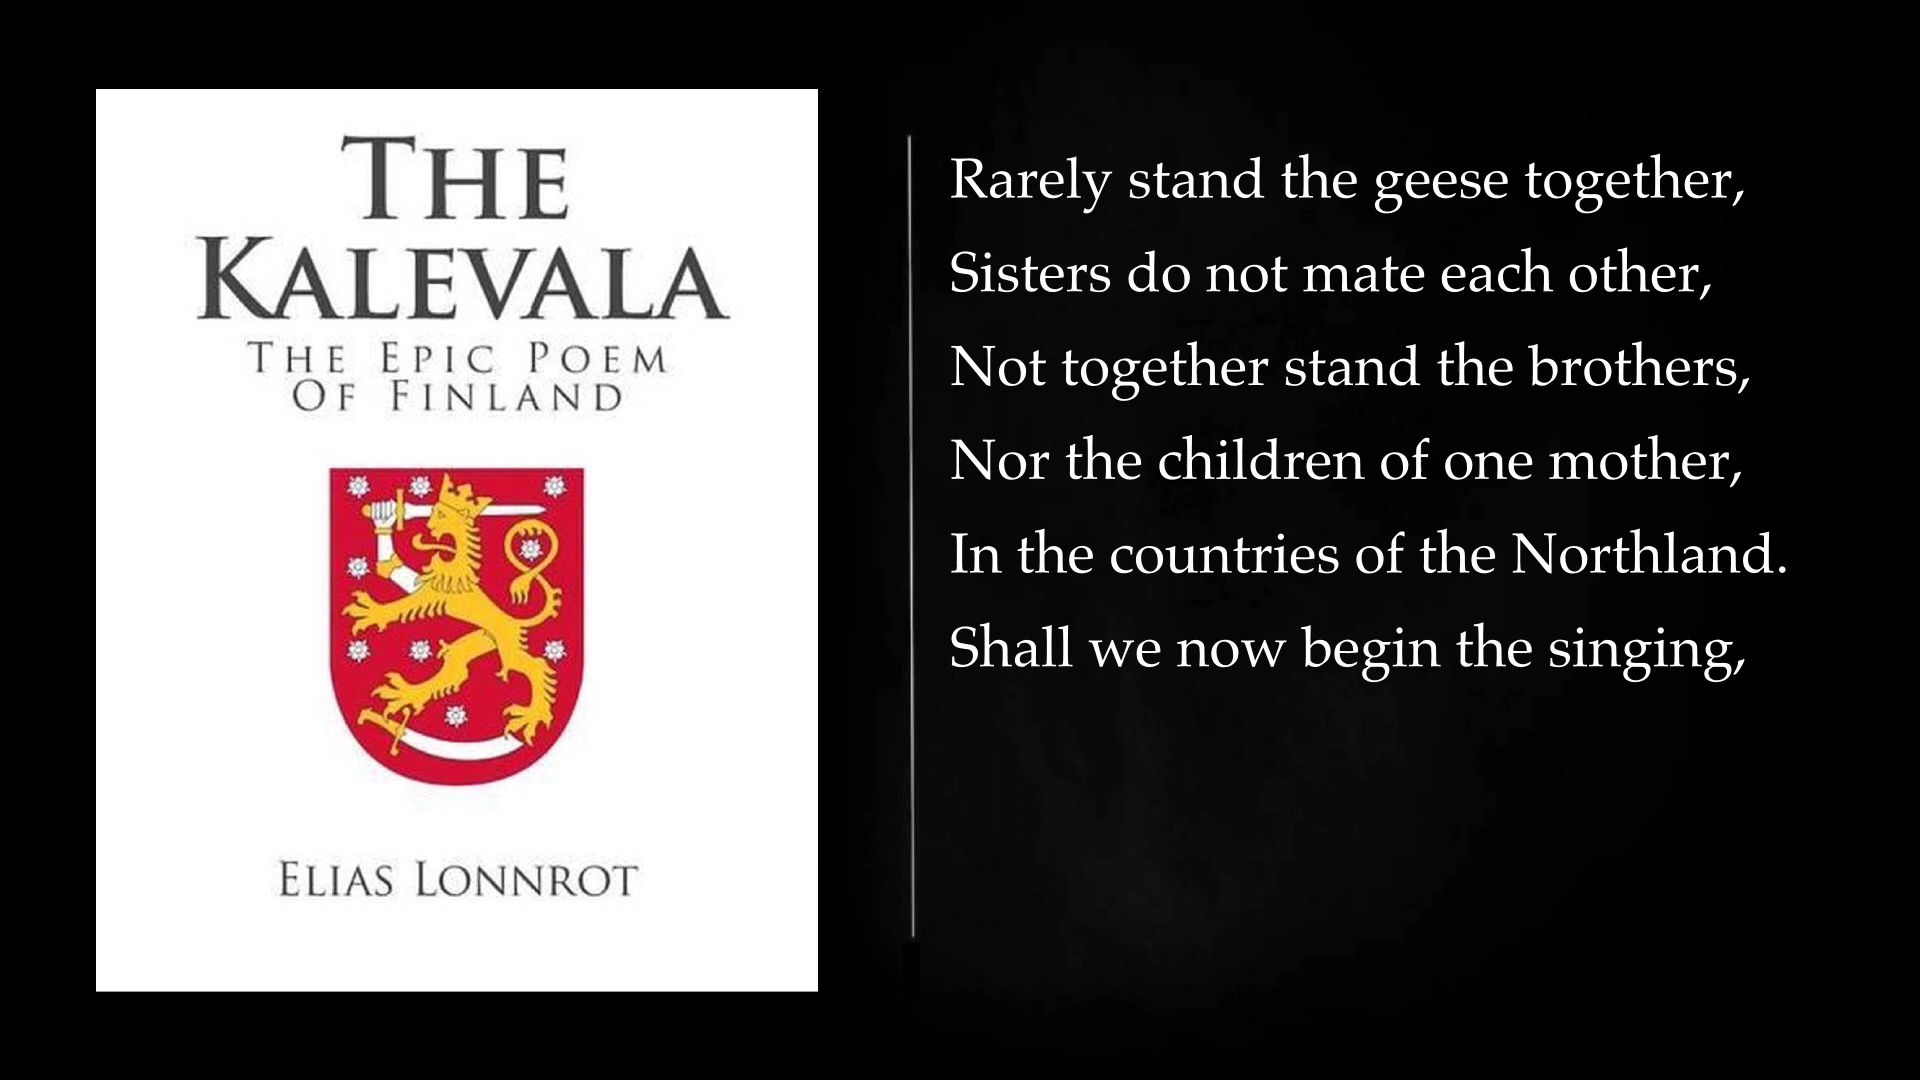 THE
KALEVALA
THE EPIC POEM
OF FINLAND
ELIAS LONNROT
Rarely stand the geese together,
Sisters do not mate each other,
Not together stand the brothers,
Nor the children of one mother,
In the countries of the Northland.
Shall we now begin the singing,